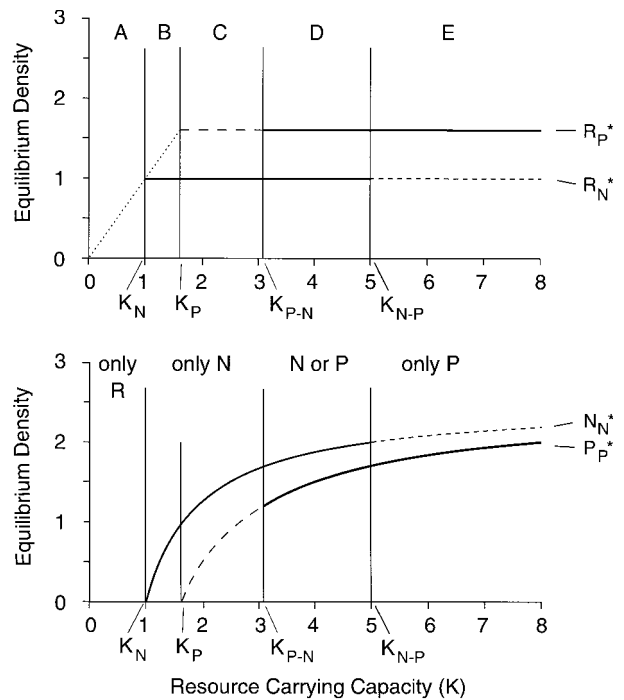 3
A B C D E
Equilibrium Density
2
R_P*
1
R_N*
0
0 1 2 3 4 5 6 7 8
K_N K_P K_P-N K_N-P
3
only R only N N or P only P
Equilibrium Density
2
N_N*
P_P*
1
0
0 1 2 3 4 5 6 7 8
K_N K_P K_P-N K_N-P
Resource Carrying Capacity (K)